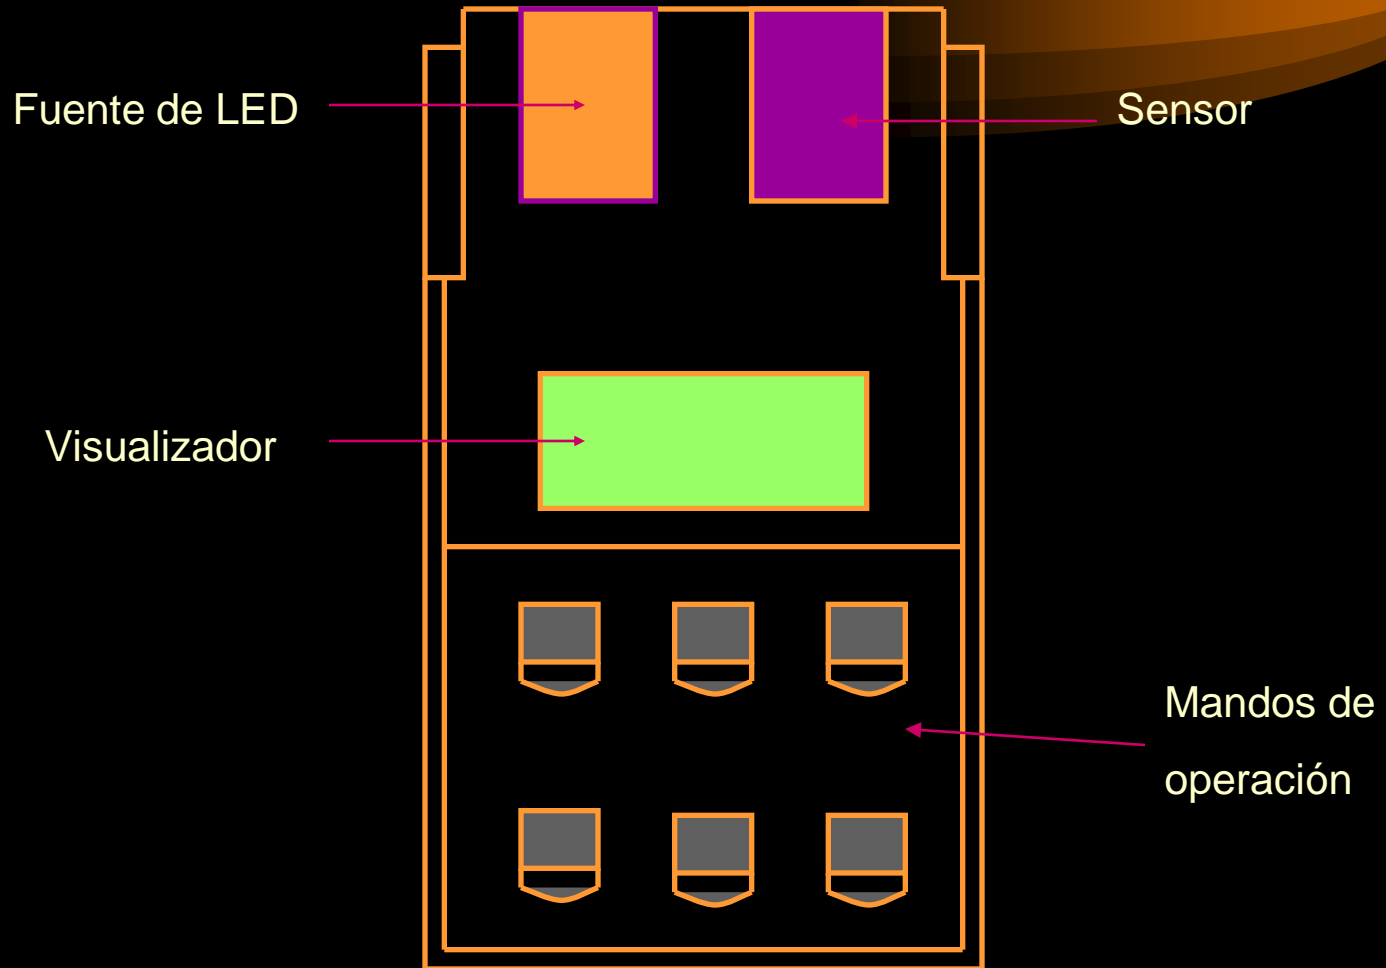 Fuente de LED
Sensor
Visualizador
Mandos de
operación